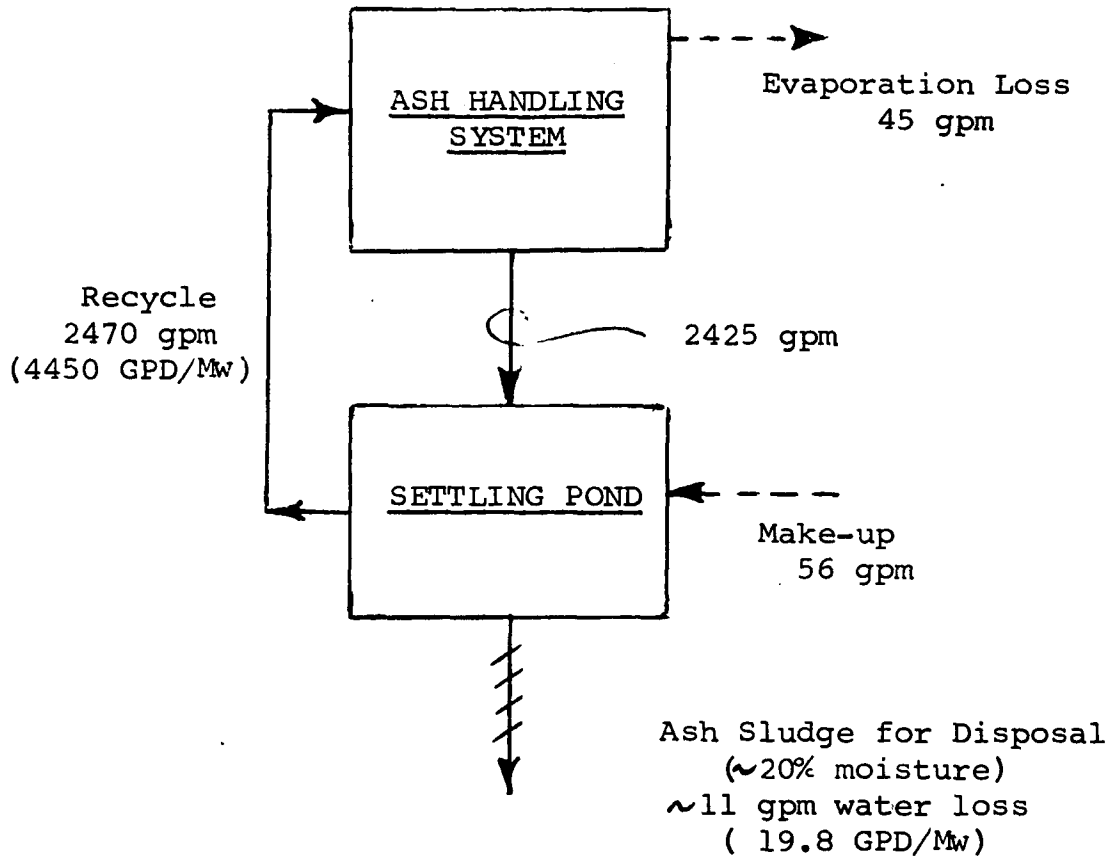 ASH HANDLING
SYSTEM
Evaporation Loss
45 gpm
Recycle
2470 gpm
(4450 GPD/Mw)
2425 gpm
SETTLING POND
Make-up
56 gpm
Ash Sludge for Disposal
(~20% moisture)
~11 gpm water loss
( 19.8 GPD/Mw)